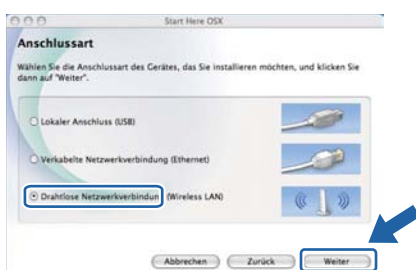 Start Here OSX
Anschlussart
Wählen Sie die Anschlussart des Gerätes, das Sie installieren möchten, und klicken Sie
dann auf "Weiter".
Lokaler Anschluss (USB)
Verkabelte Netzwerkverbindung (Ethernet)
Drahtlose Netzwerkverbindun (Wireless LAN)
Abbrechen
Zurück
Weiter